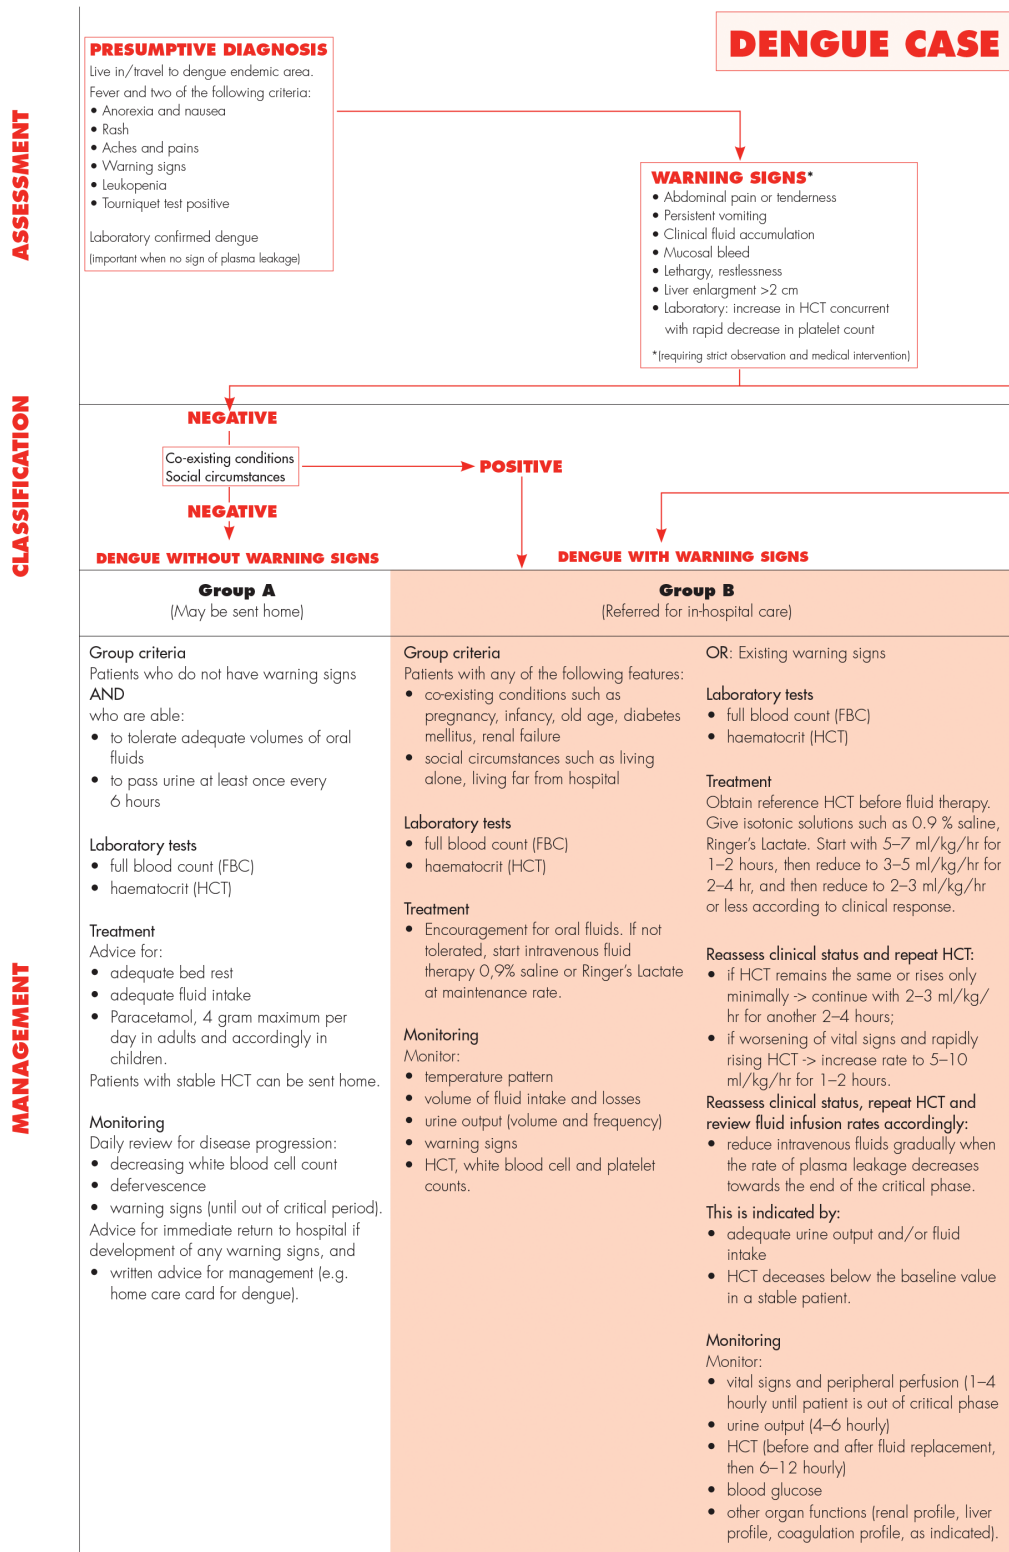 DENGUE CASE
ASSESSMENT
PRESUMPTIVE DIAGNOSIS
Live in/travel to dengue endemic area.
Fever and two of the following criteria:
• Anorexia and nausea
• Rash
• Aches and pains
• Warning signs
• Leukopenia
• Tourniquet test positive
Laboratory confirmed dengue
(important when no sign of plasma leakage)
WARNING SIGNS*
• Abdominal pain or tenderness
• Persistent vomiting
• Clinical fluid accumulation
• Mucosal bleed
• Lethargy, restlessness
• Liver enlargment >2 cm
• Laboratory: increase in HCT concurrent
with rapid decrease in platelet count
*(requiring strict observation and medical intervention)
CLASSIFICATION
NEGATIVE
Co-existing conditions
Social circumstances
POSITIVE
NEGATIVE
DENGUE WITHOUT WARNING SIGNS
DENGUE WITH WARNING SIGNS
MANAGEMENT
Group A
(May be sent home)
Group criteria
Patients who do not have warning signs
AND
who are able:
• to tolerate adequate volumes of oral
fluids
• to pass urine at least once every
6 hours
Laboratory tests
• full blood count (FBC)
• haematocrit (HCT)
Treatment
Advice for:
• adequate bed rest
• adequate fluid intake
• Paracetamol, 4 gram maximum per
day in adults and accordingly in
children.
Patients with stable HCT can be sent home.
Monitoring
Daily review for disease progression:
• decreasing white blood cell count
• defervescence
• warning signs (until out of critical period).
Advice for immediate return to hospital if
development of any warning signs, and
• written advice for management (e.g.
home care card for dengue).
Group B
(Referred for in-hospital care)
Group criteria
Patients with any of the following features:
• co-existing conditions such as
pregnancy, infancy, old age, diabetes
mellitus, renal failure
• social circumstances such as living
alone, living far from hospital
Laboratory tests
• full blood count (FBC)
• haematocrit (HCT)
Treatment
• Encouragement for oral fluids. If not
tolerated, start intravenous fluid
therapy 0,9% saline or Ringer's Lactate
at maintenance rate.
Monitoring
Monitor:
• temperature pattern
• volume of fluid intake and losses
• urine output (volume and frequency)
• warning signs
• HCT, white blood cell and platelet
counts.
OR: Existing warning signs
Laboratory tests
• full blood count (FBC)
• haematocrit (HCT)
Treatment
Obtain reference HCT before fluid therapy.
Give isotonic solutions such as 0.9 % saline,
Ringer's Lactate. Start with 5–7 ml/kg/hr for
1–2 hours, then reduce to 3–5 ml/kg/hr for
2–4 hr, and then reduce to 2–3 ml/kg/hr
or less according to clinical response.
Reassess clinical status and repeat HCT:
• if HCT remains the same or rises only
minimally -> continue with 2–3 ml/kg/
hr for another 2–4 hours;
• if worsening of vital signs and rapidly
rising HCT -> increase rate to 5–10
ml/kg/hr for 1–2 hours.
Reassess clinical status, repeat HCT and
review fluid infusion rates accordingly:
• reduce intravenous fluids gradually when
the rate of plasma leakage decreases
towards the end of the critical phase.
This is indicated by:
• adequate urine output and/or fluid
intake
• HCT deceases below the baseline value
in a stable patient.
Monitoring
Monitor:
• vital signs and peripheral perfusion (1–4
hourly until patient is out of critical phase
• urine output (4–6 hourly)
• HCT (before and after fluid replacement,
then 6–12 hourly)
• blood glucose
• other organ functions (renal profile, liver
profile, coagulation profile, as indicated).